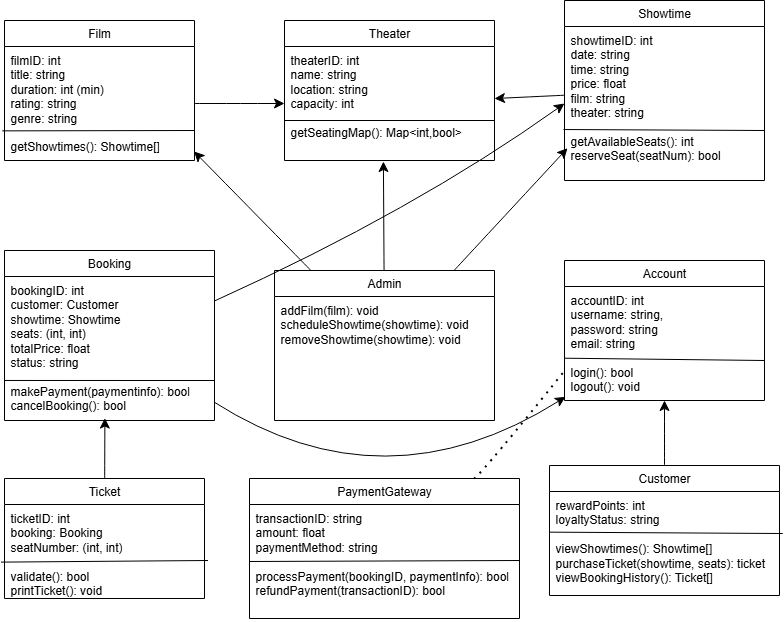 Film
filmID: int
title: string
duration: int (min)
rating: string
genre: string
getShowtimes(): Showtime[]
Theater
theaterID: int
name: string
location: string
capacity: int
getSeatingMap(): Map<int,bool>
Showtime
showtimeID: int
date: string
time: string
price: float
film: string
theater: string
getAvailableSeats(): int
reserveSeat(seatNum): bool
Booking
bookingID: int
customer: Customer
showtime: Showtime
seats: (int, int)
totalPrice: float
status: string
makePayment(paymentinfo): bool
cancelBooking(): bool
Admin
addFilm(film): void
scheduleShowtime(showtime): void
removeShowtime(showtime): void
Account
accountID: int
username: string,
password: string
email: string
login(): bool
logout(): void
Ticket
ticketID: int
booking: Booking
seatNumber: (int, int)
validate(): bool
printTicket(): void
PaymentGateway
transactionID: string
amount: float
paymentMethod: string
processPayment(bookingID, paymentInfo): bool
refundPayment(transactionID): bool
Customer
rewardPoints: int
loyaltyStatus: string
viewShowtimes(): Showtime[]
purchaseTicket(showtime, seats): ticket
viewBookingHistory(): Ticket[]